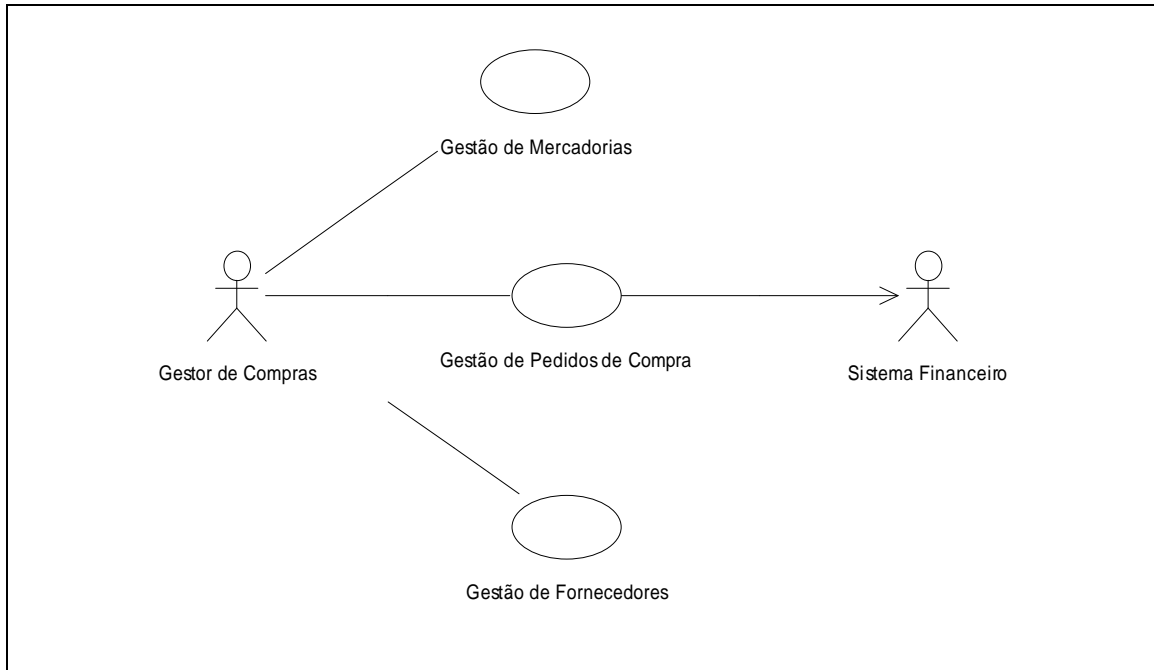 Gestão de Mercadorias
Gestor de Compras
Gestão de Pedidos de Compra
Sistema Financeiro
Gestão de Fornecedores